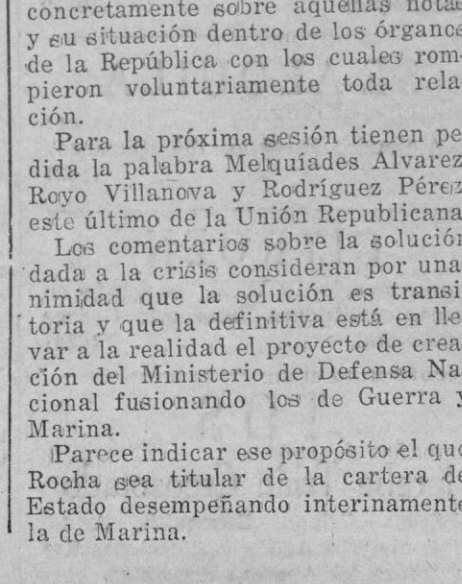 concretamente sobre aquellas notas
y su situación dentro de los órganos
de la República con los cuales rom-
pieron voluntariamente toda rela-
ción.
Para la próxima sesión tienen pe-
dida la palabra Melquíades Alvarez
Royo Villanova y Rodríguez Pérez
este último de la Unión Republicana
Los comentarios sobre la solución
dada a la crisis consideran por una-
nimidad que la solución es transi-
toria y que la definitiva está en lle-
var a la realidad el proyecto de crea-
ción del Ministerio de Defensa Na-
cional fusionando los de Guerra y
Marina.
Parece indicar ese propósito el que
Rocha sea titular de la cartera de
Estado desempeñando interinamente
la de Marina.